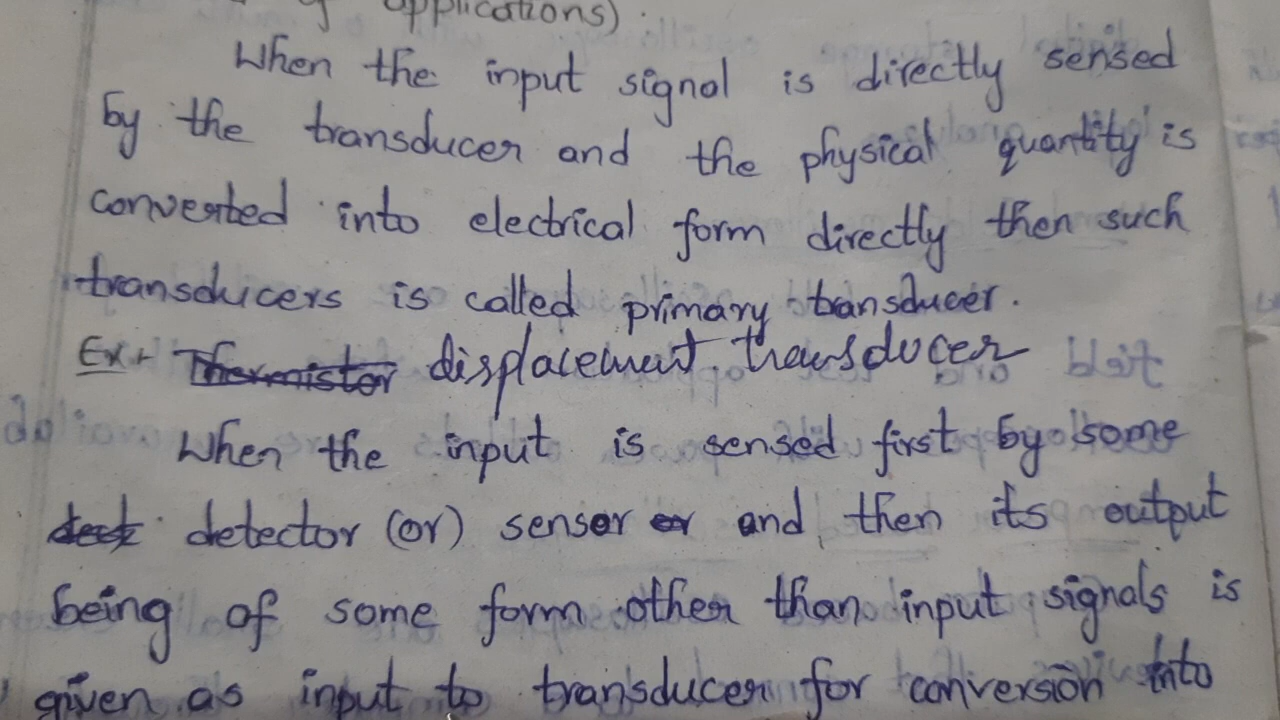 applications)
When the input signal is directly sensed
by the transducer and the physical quantity is
converted into electrical form directly then such
transducers is called primary transducer.
Ex:- Thermistor displacement transducer
When the input is sensed first by some
detector (or) sensor or and then its output
being of some form other than input signals is
given as input to transducer for conversion into